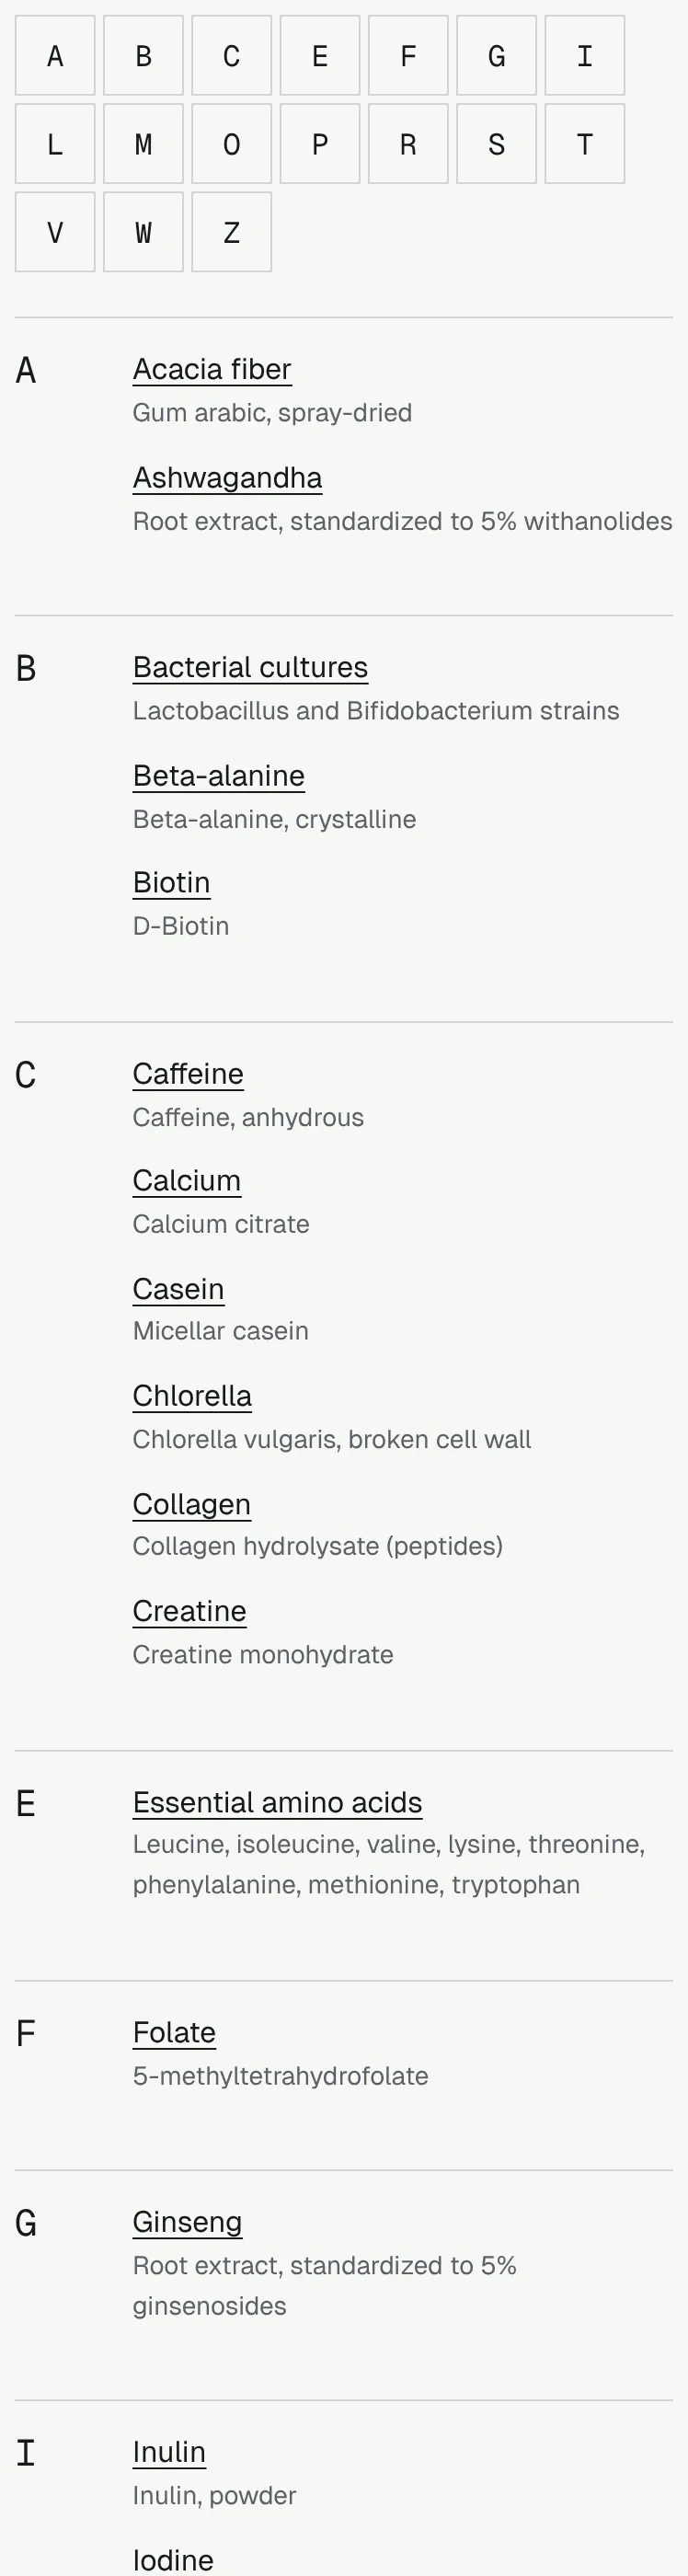 A B C E F G I
L M O P R S T
V W Z
A
Acacia fiber
Gum arabic, spray-dried
Ashwagandha
Root extract, standardized to 5% withanolides
B
Bacterial cultures
Lactobacillus and Bifidobacterium strains
Beta-alanine
Beta-alanine, crystalline
Biotin
D-Biotin
C
Caffeine
Caffeine, anhydrous
Calcium
Calcium citrate
Casein
Micellar casein
Chlorella
Chlorella vulgaris, broken cell wall
Collagen
Collagen hydrolysate (peptides)
Creatine
Creatine monohydrate
E
Essential amino acids
Leucine, isoleucine, valine, lysine, threonine,
phenylalanine, methionine, tryptophan
F
Folate
5-methyltetrahydrofolate
G
Ginseng
Root extract, standardized to 5%
ginsenosides
I
Inulin
Inulin, powder
Iodine